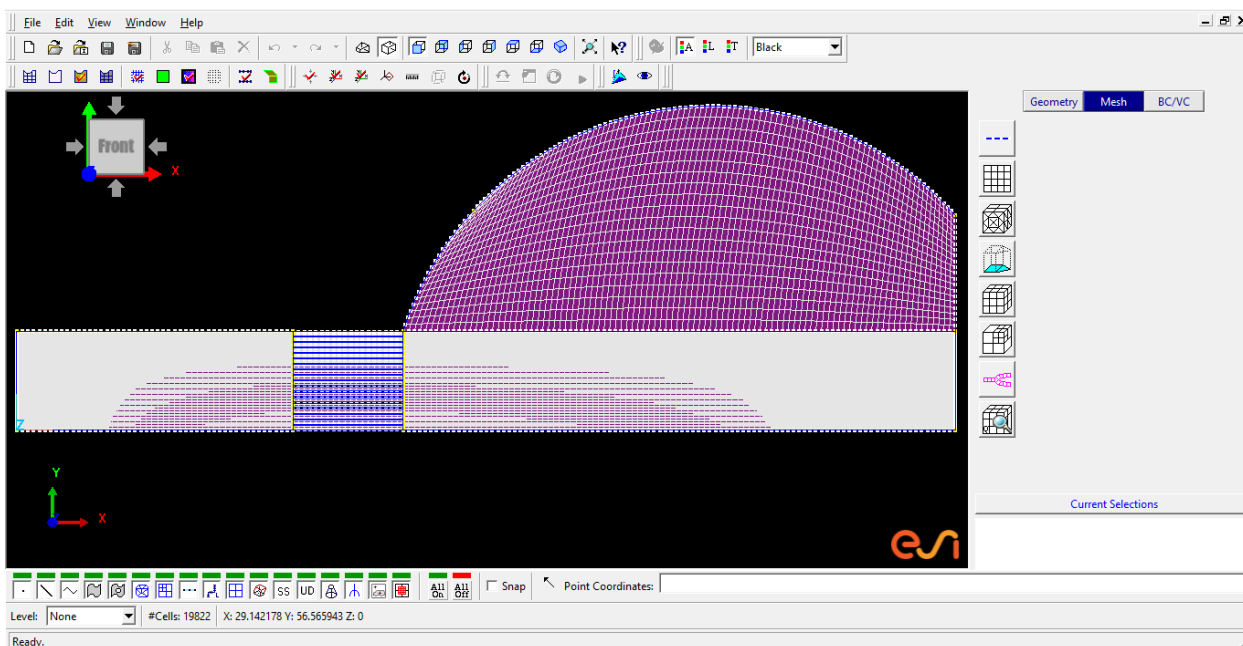 File Edit View Window Help
A L T Black
Geometry Mesh BC/VC
Front
X
Z
Y
X
esi
Current Selections
SS UD All On All Off Snap Point Coordinates:
Level: None #Cells: 19822 X: 29.142178 Y: 56.565943 Z: 0
Ready.